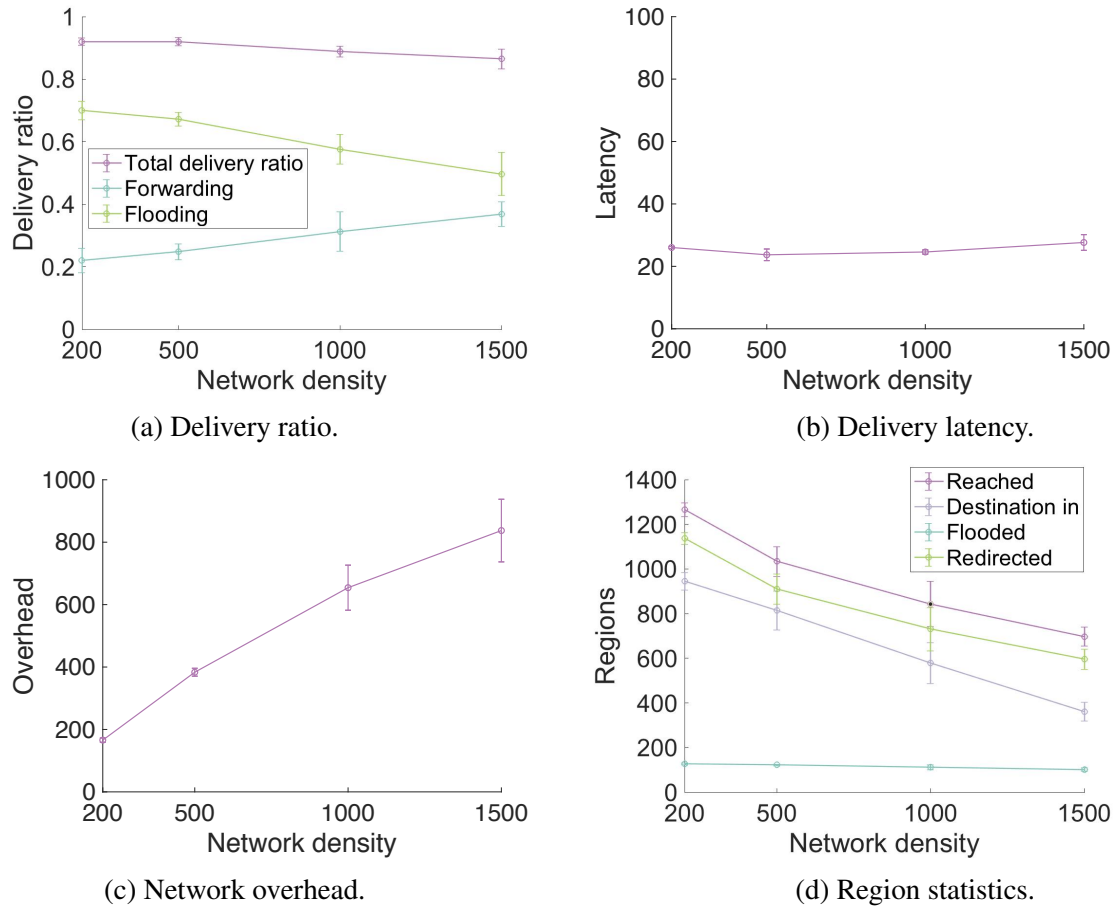 1
0.8
0.6
0.4
0.2
0
Delivery ratio
Total delivery ratio
Forwarding
Flooding
200 500 1000 1500
Network density
(a) Delivery ratio.
100
80
60
40
20
0
Latency
200 500 1000 1500
Network density
(b) Delivery latency.
1000
800
600
400
200
0
Overhead
200 500 1000 1500
Network density
(c) Network overhead.
1400
1200
1000
800
600
400
200
0
Regions
Reached
Destination in
Flooded
Redirected
200 500 1000 1500
Network density
(d) Region statistics.